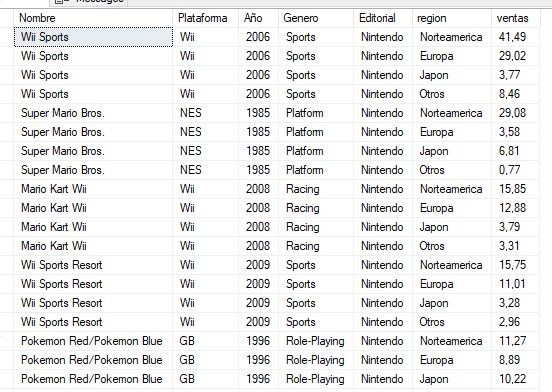 Messages
Nombre Plataforma Año Genero Editorial region ventas
Wii Sports Wii 2006 Sports Nintendo Norteamerica 41,49
Wii Sports Wii 2006 Sports Nintendo Europa 29,02
Wii Sports Wii 2006 Sports Nintendo Japon 3,77
Wii Sports Wii 2006 Sports Nintendo Otros 8,46
Super Mario Bros. NES 1985 Platform Nintendo Norteamerica 29,08
Super Mario Bros. NES 1985 Platform Nintendo Europa 3,58
Super Mario Bros. NES 1985 Platform Nintendo Japon 6,81
Super Mario Bros. NES 1985 Platform Nintendo Otros 0,77
Mario Kart Wii Wii 2008 Racing Nintendo Norteamerica 15,85
Mario Kart Wii Wii 2008 Racing Nintendo Europa 12,88
Mario Kart Wii Wii 2008 Racing Nintendo Japon 3,79
Mario Kart Wii Wii 2008 Racing Nintendo Otros 3,31
Wii Sports Resort Wii 2009 Sports Nintendo Norteamerica 15,75
Wii Sports Resort Wii 2009 Sports Nintendo Europa 11,01
Wii Sports Resort Wii 2009 Sports Nintendo Japon 3,28
Wii Sports Resort Wii 2009 Sports Nintendo Otros 2,96
Pokemon Red/Pokemon Blue GB 1996 Role-Playing Nintendo Norteamerica 11,27
Pokemon Red/Pokemon Blue GB 1996 Role-Playing Nintendo Europa 8,89
Pokemon Red/Pokemon Blue GB 1996 Role-Playing Nintendo Japon 10,22